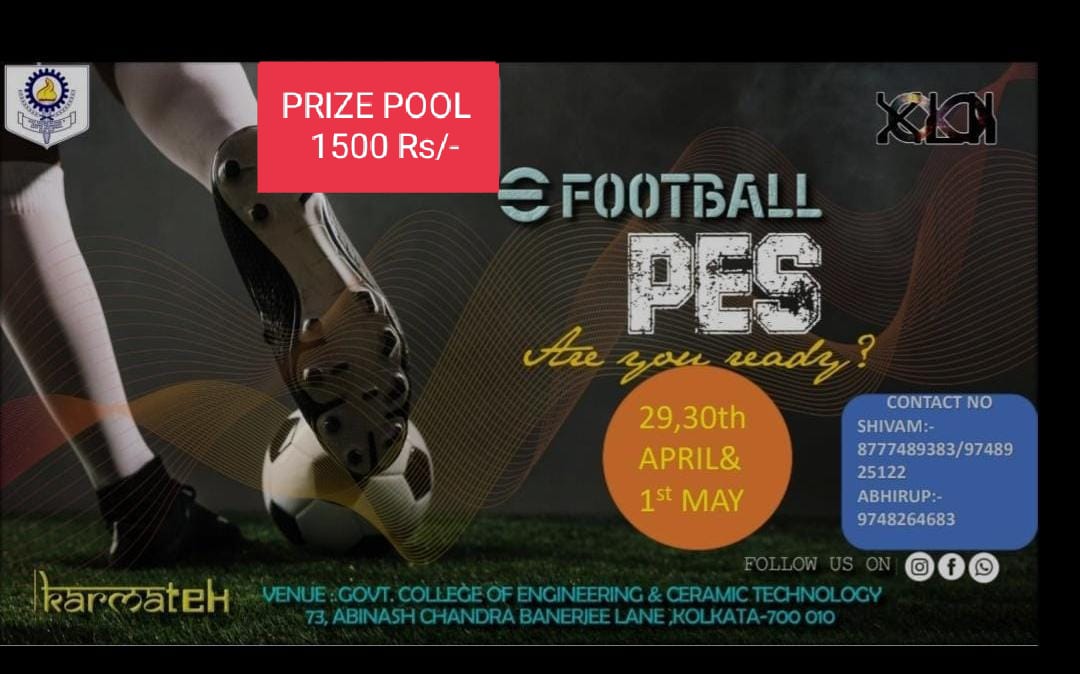 PRIZE POOL
1500 Rs/-
FOOTBALL
PES
Are you ready?
29,30th
APRIL&
1st MAY
CONTACT NO
SHIVAM:-
8777489383/97489
25122
ABHIRUP:-
9748264683
FOLLOW US ON
karmatek
VENUE : GOVT. COLLEGE OF ENGINEERING & CERAMIC TECHNOLOGY
73, ABINASH CHANDRA BANERJEE LANE ,KOLKATA-700 010